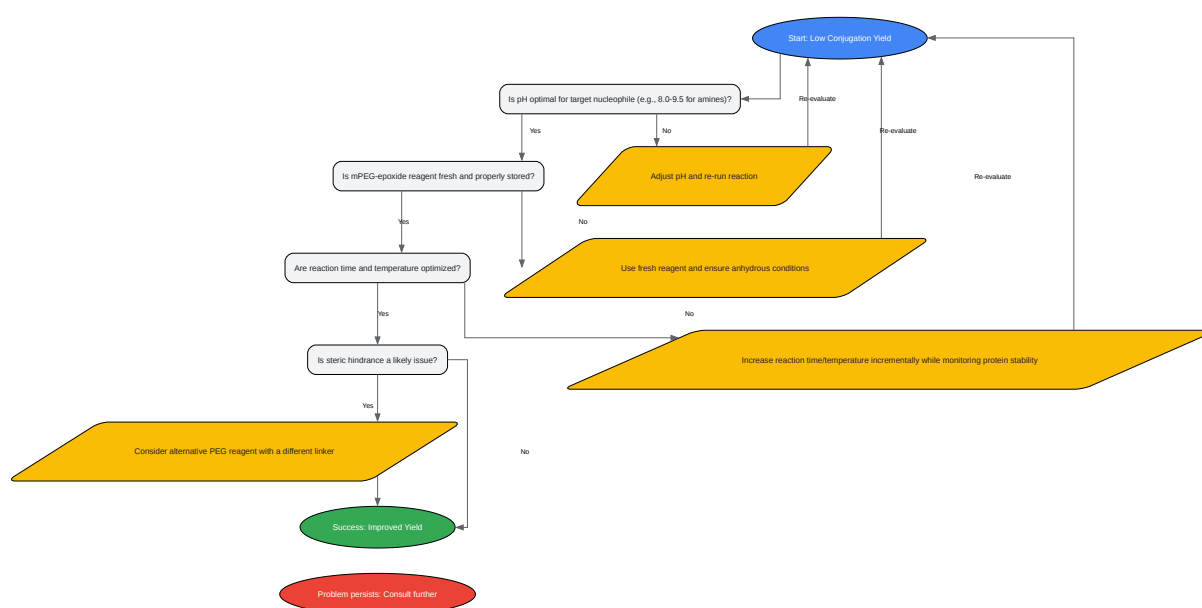 Start: Low Conjugation Yield
Is pH optimal for target nucleophile (e.g., 8.0-9.5 for amines)?
Re-evaluate
Yes
No
Re-evaluate
Is mPEG-epoxide reagent fresh and properly stored?
Adjust pH and re-run reaction
Re-evaluate
Yes
No
Are reaction time and temperature optimized?
Use fresh reagent and ensure anhydrous conditions
Yes
No
Is steric hindrance a likely issue?
Increase reaction time/temperature incrementally while monitoring protein stability
Yes
Consider alternative PEG reagent with a different linker
No
Success: Improved Yield
Problem persists: Consult further